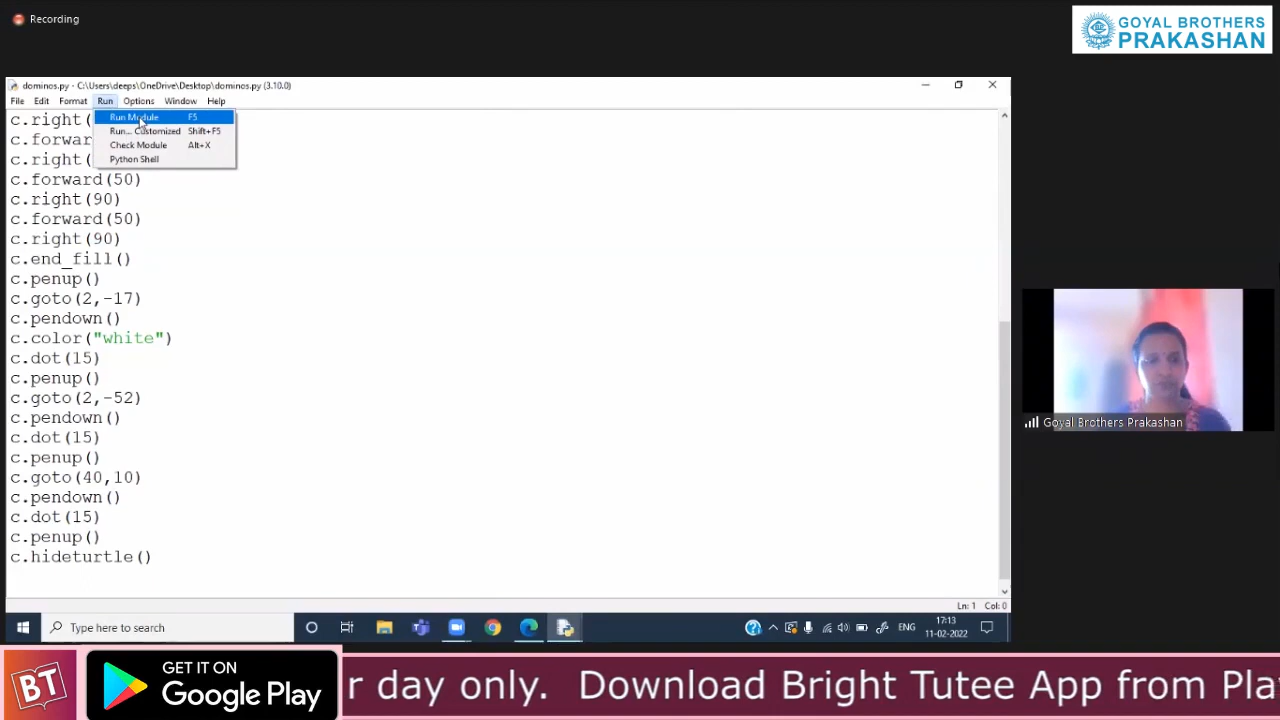 Recording
GOYAL BROTHERS
PRAKASHAN
dominos.py - C:\Users\deeps\OneDrive\Desktop\dominos.py (3.10.0)
File Edit Format Run Options Window Help
Run Module F5
Run... Customized Shift+F5
Check Module Alt+X
Python Shell
c.right(
c.forwar
c.right(
c.forward(50)
c.right(90)
c.forward(50)
c.right(90)
c.end_fill()
c.penup()
c.goto(2,-17)
c.pendown()
c.color("white")
c.dot(15)
c.penup()
c.goto(2,-52)
c.pendown()
c.dot(15)
c.penup()
c.goto(40,10)
c.pendown()
c.dot(15)
c.penup()
c.hideturtle()
Goyal Brothers Prakashan
Ln: 1 Col: 0
Type here to search
ENG
17:13
11-02-2022
BT
GET IT ON
Google Play
r day only. Download Bright Tutee App from Pla